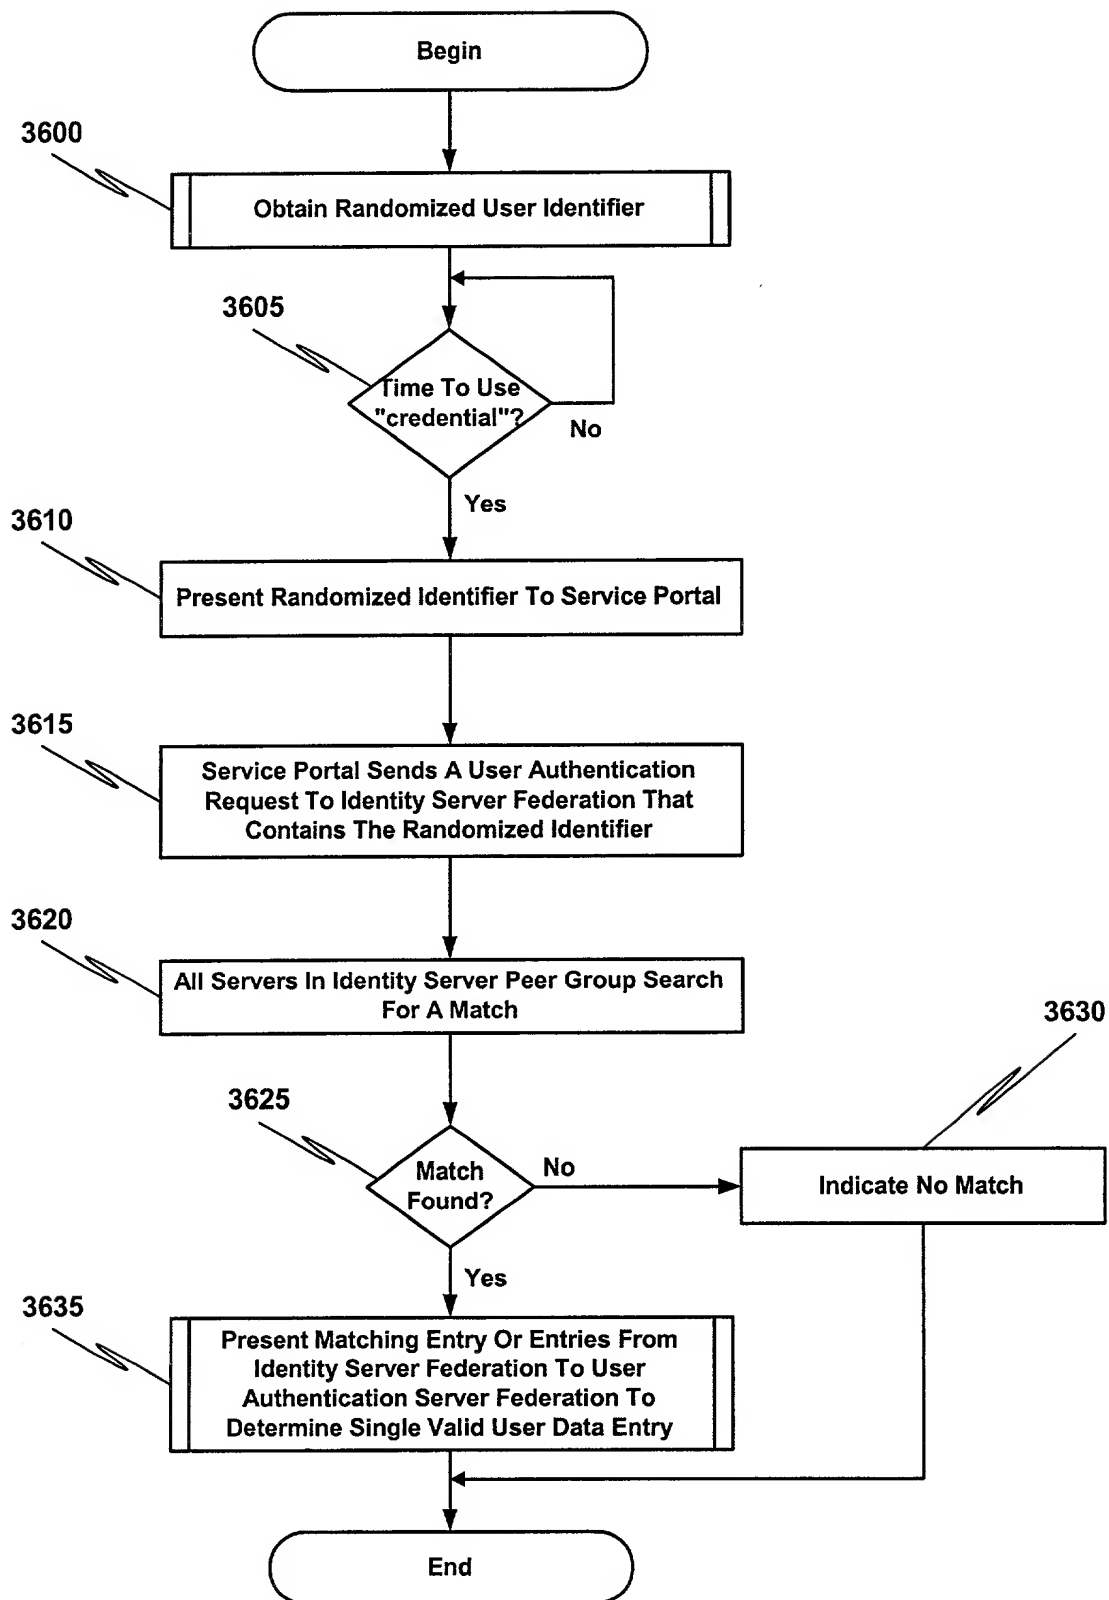 Begin
3600
Obtain Randomized User Identifier
3605
Time To Use
"credential"?
No
Yes
3610
Present Randomized Identifier To Service Portal
3615
Service Portal Sends A User Authentication
Request To Identity Server Federation That
Contains The Randomized Identifier
3620
All Servers In Identity Server Peer Group Search
For A Match
3630
3625
Match
Found?
No
Indicate No Match
Yes
3635
Present Matching Entry Or Entries From
Identity Server Federation To User
Authentication Server Federation To
Determine Single Valid User Data Entry
End